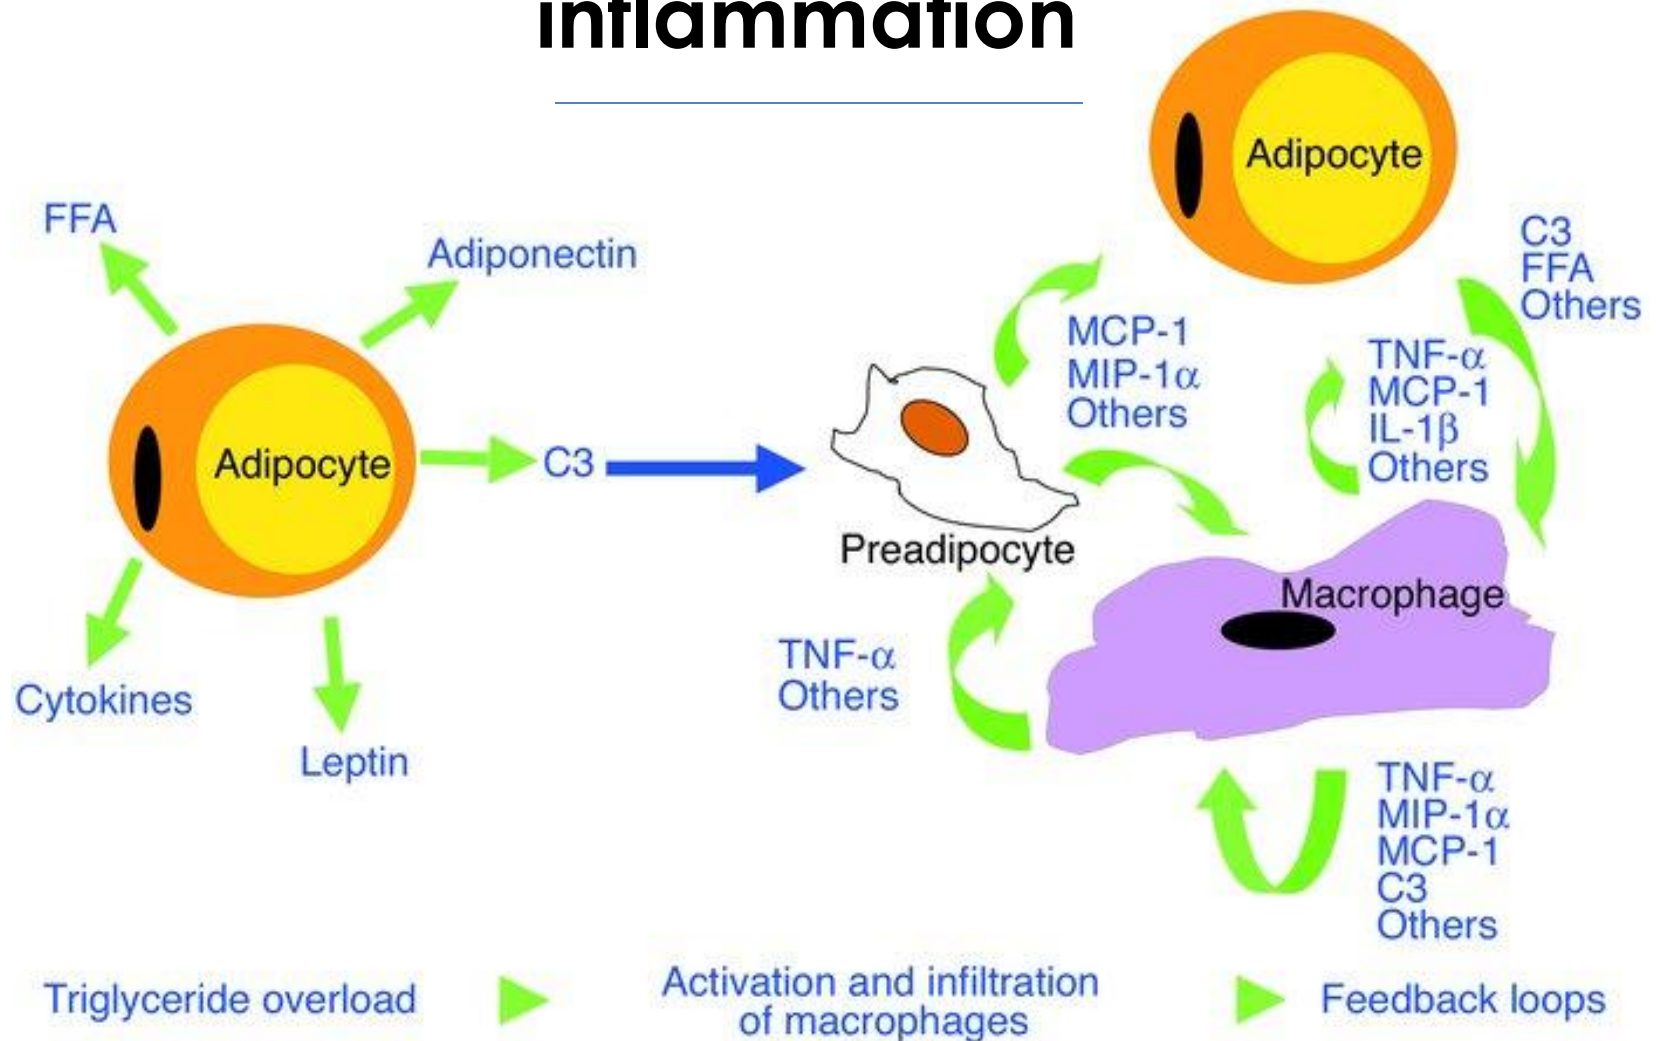 inflammation
FFA
Adiponectin
Adipocyte
C3
Cytokines
Leptin
Preadipocyte
Adipocyte
MCP-1
MIP-1α
Others
C3
FFA
Others
TNF-α
MCP-1
IL-1β
Others
Macrophage
TNF-α
Others
TNF-α
MIP-1α
MCP-1
C3
Others
Triglyceride overload
Activation and infiltration
of macrophages
Feedback loops